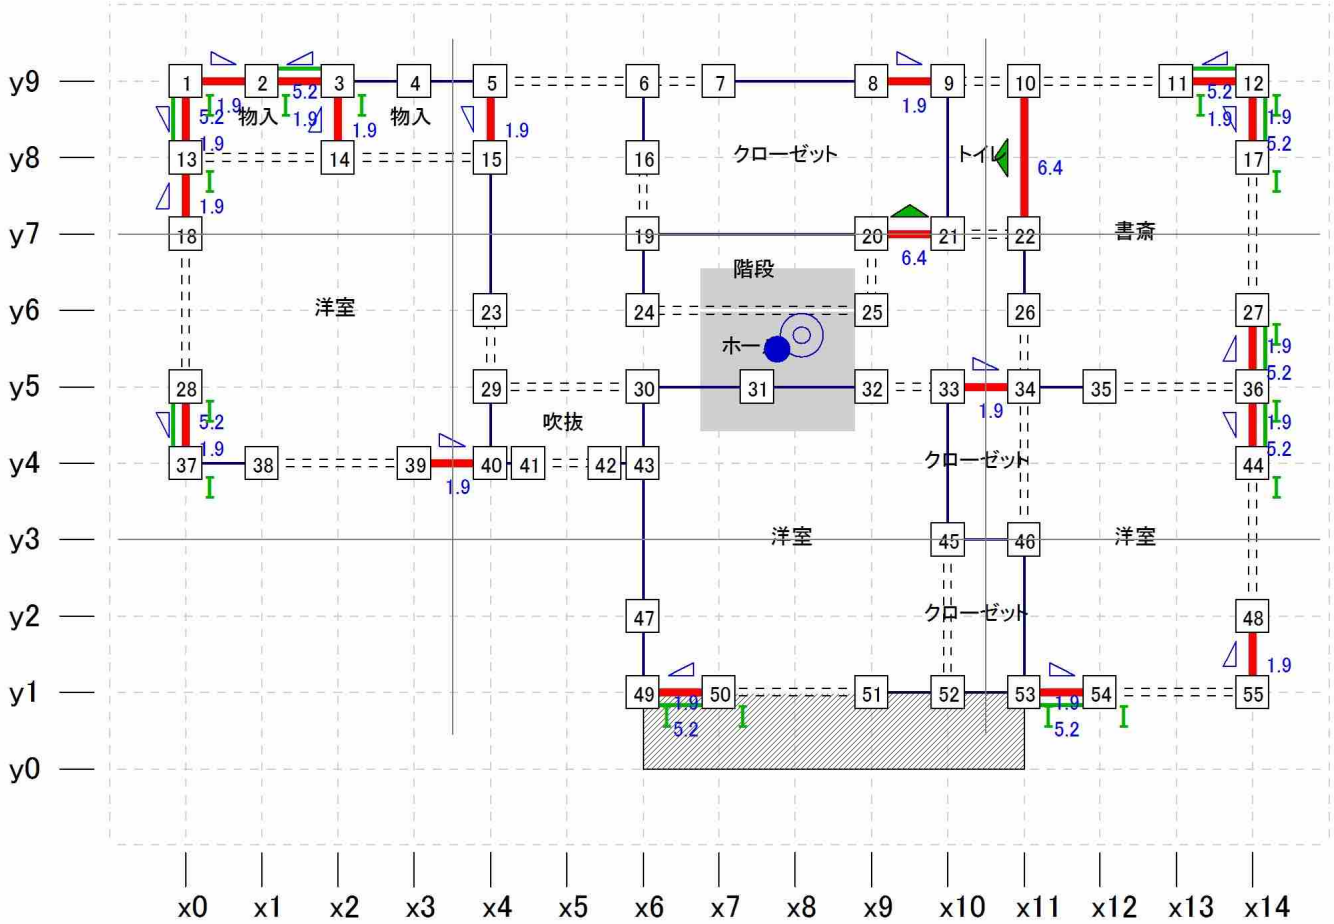 y9 1 2 3 4 5 6 7 8 9 10 11 12
5.2 1.9 5.2 1.9 5.2 1.9
物入 1.9 1.9 物入 1.9 1.9 1.9 5.2
1.9
y8 13 14 15 16 クローゼット トイレ 6.4 17
1.9
y7 18 19 20 21 22 書斎
6.4
階段
y6 洋室 23 24 25 26 27
ホー 1.9
5.2
y5 28 29 30 31 32 33 34 35 36
5.2 1.9
吹抜 1.9
1.9 5.2
y4 37 38 39 40 41 42 43 クローゼット 44
1.9
y3 洋室 45 46 洋室
y2 47 クローゼット 48
1.9
y1 49 50 51 52 53 54 55
1.9 1.9
5.2 5.2
y0
x0 x1 x2 x3 x4 x5 x6 x7 x8 x9 x10 x11 x12 x13 x14